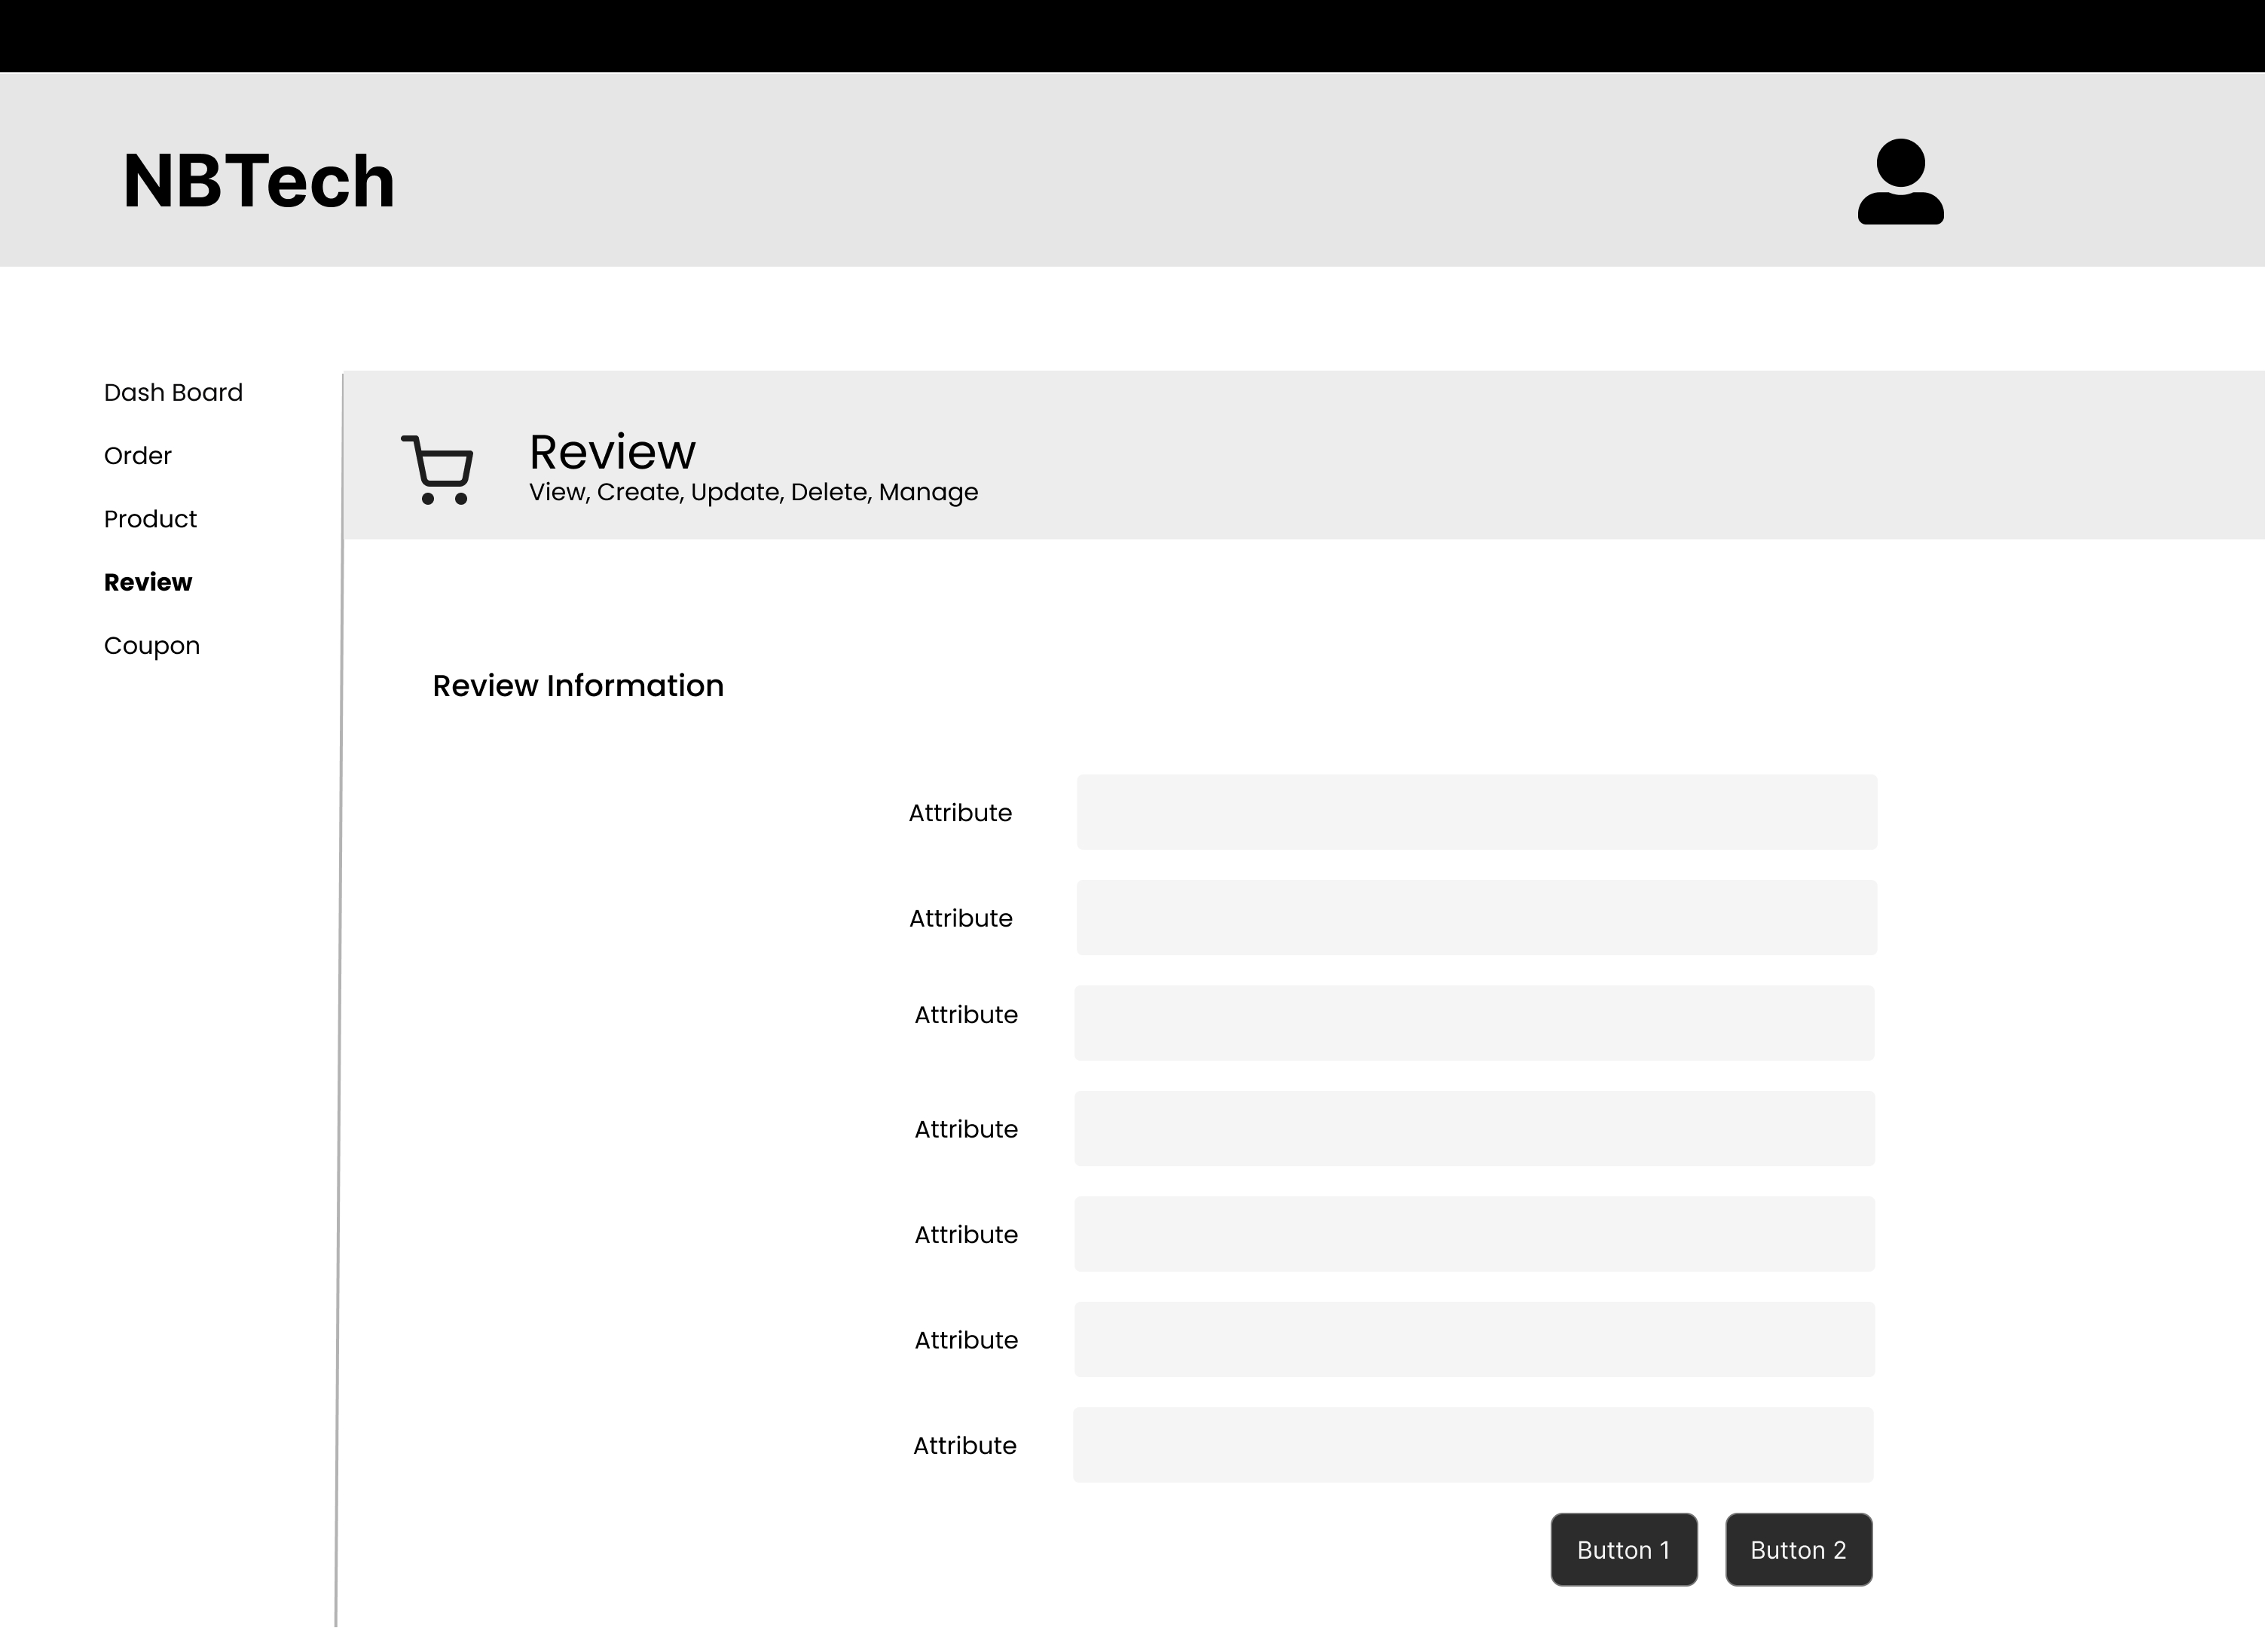 NBTech
Dash Board
Order
Product
Review
Coupon
Review
View, Create, Update, Delete, Manage
Review Information
Attribute
Attribute
Attribute
Attribute
Attribute
Attribute
Attribute
Button 1
Button 2